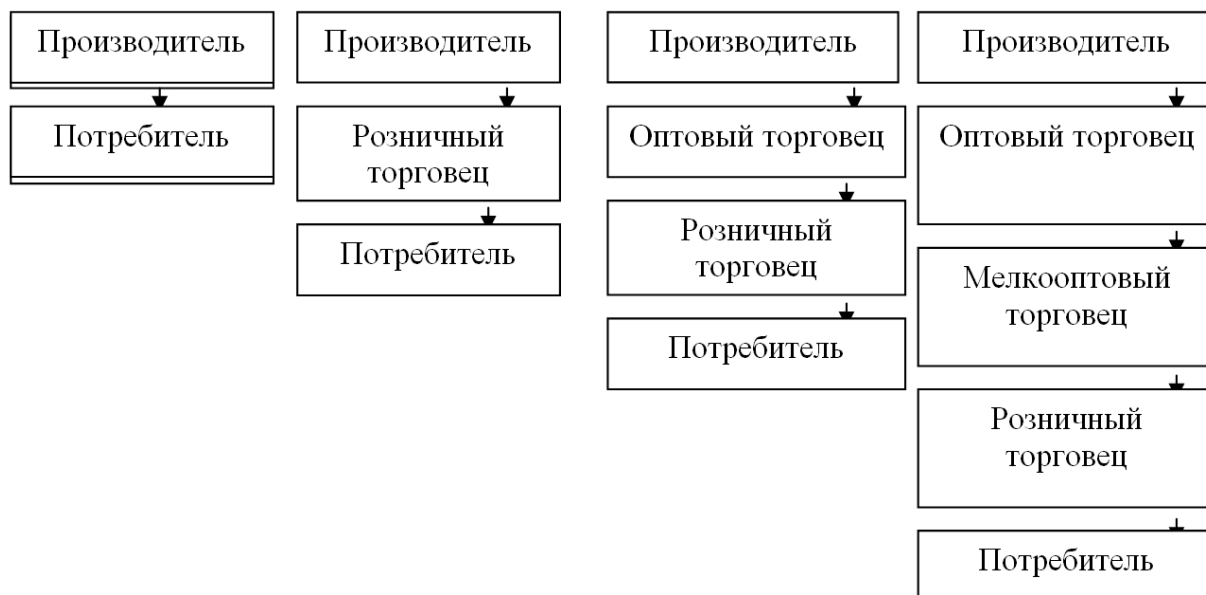 Производитель
Потребитель
Производитель
Розничный
торговец
Потребитель
Производитель
Оптовый торговец
Розничный
торговец
Потребитель
Производитель
Оптовый торговец
Мелкооптовый
торговец
Розничный
торговец
Потребитель